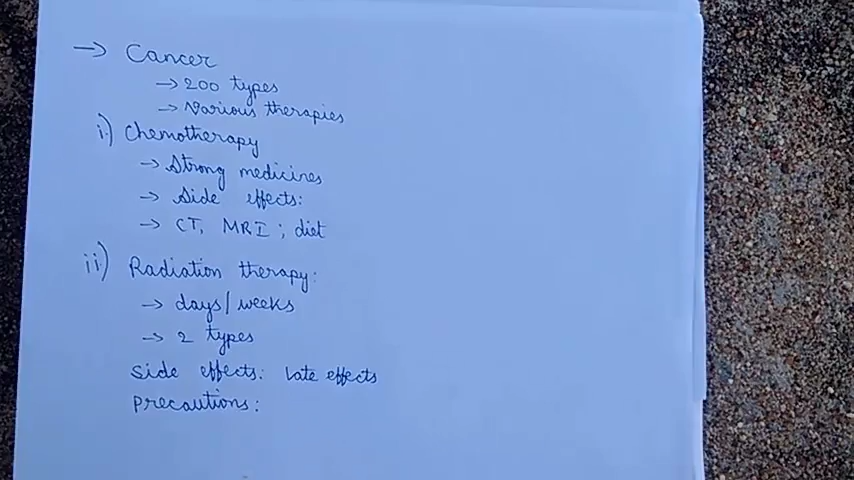 → Cancer
→ 200 types
→ Various therapies
i.) Chemotherapy
→ Strong medicines
→ Side effects:
→ CT, MRI ; diet
ii.) Radiation therapy:
→ days/weeks
→ 2 types
Side effects: Late effects
Precautions: